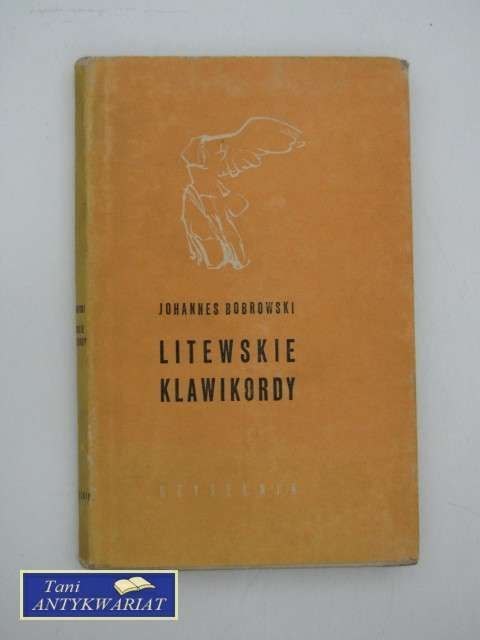 JOHANNES BOBROWSKI
LITEWSKIE
KLAWIKORDY
CZYTELNIK
Tani
ANTYKWARIAT